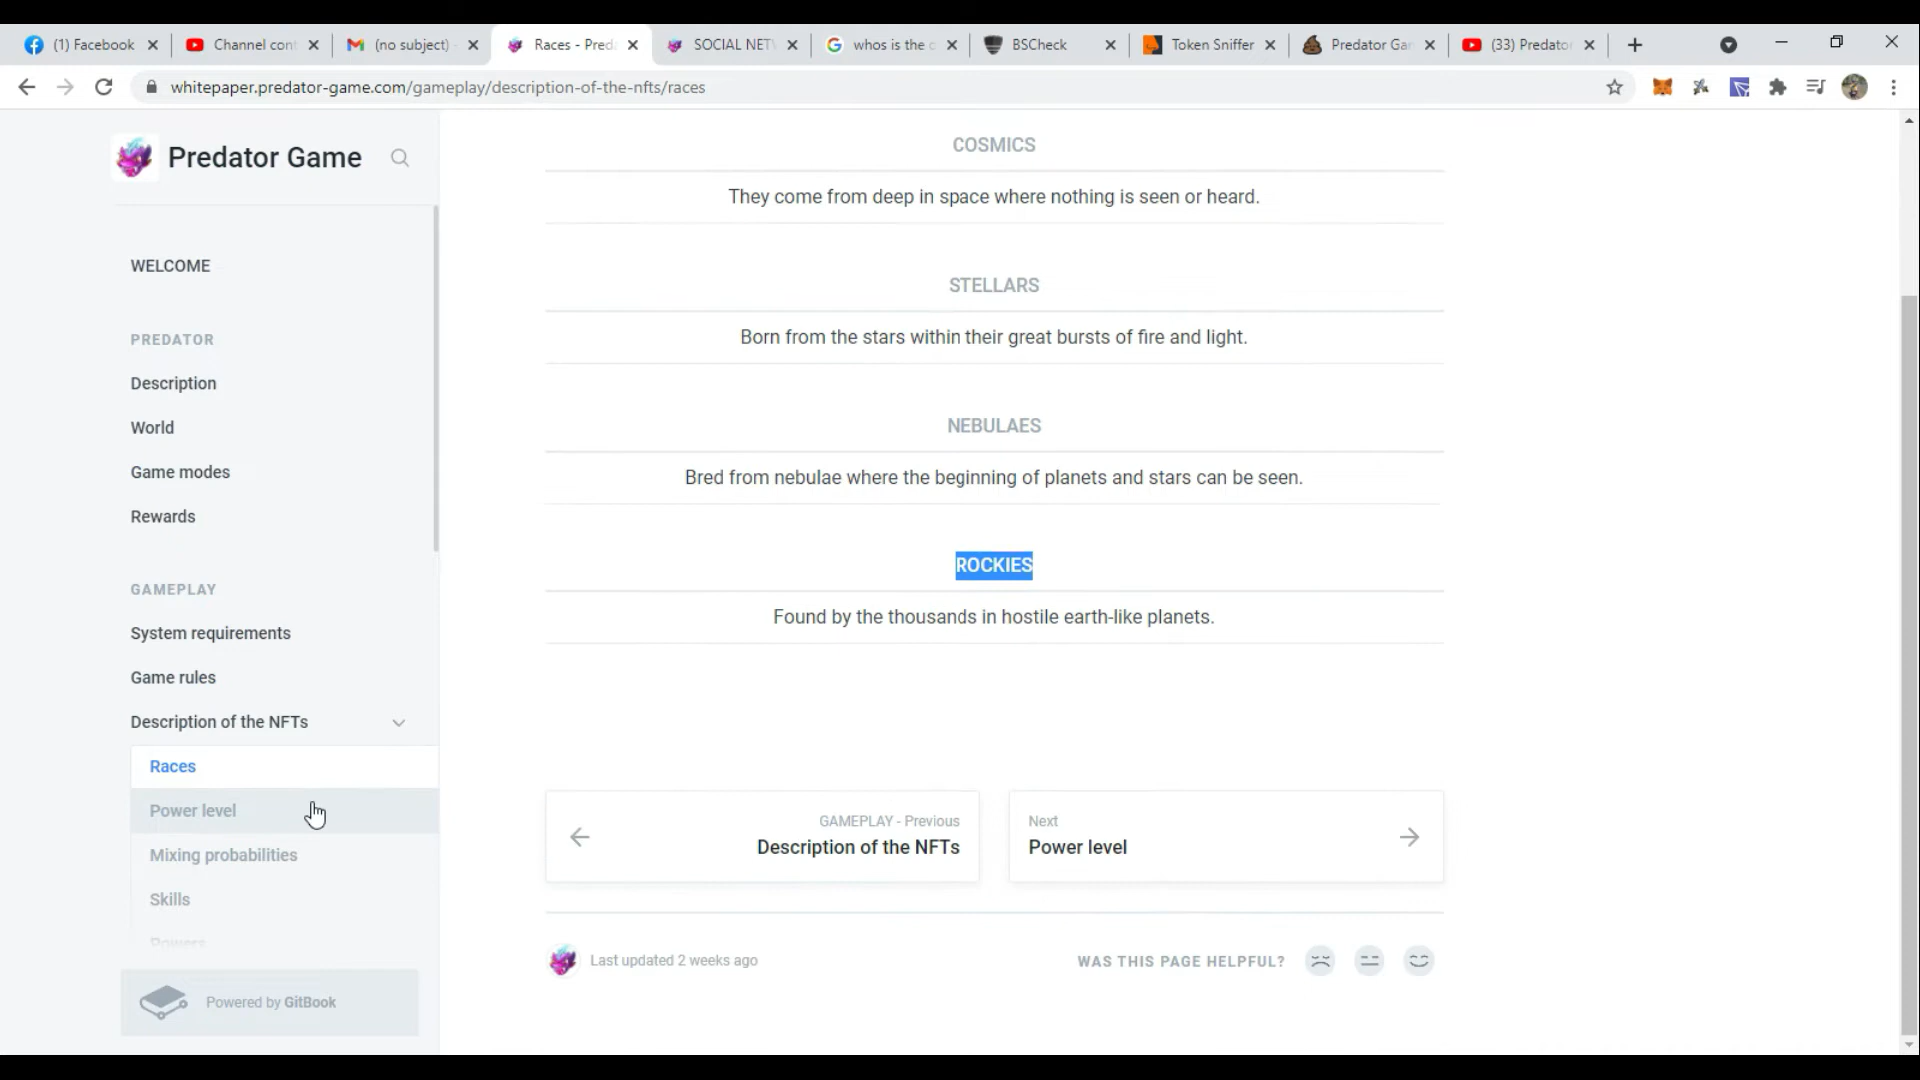 (1) Facebook
Channel cont
(no subject)
Races - Pred
SOCIAL NET
whos is the
BSCheck
Token Sniffer
Predator Ga
(33) Predato
whitepaper.predator-game.com/gameplay/description-of-the-nfts/races
Predator Game
WELCOME
PREDATOR
Description
World
Game modes
Rewards
GAMEPLAY
System requirements
Game rules
Description of the NFTs
Races
Power level
Mixing probabilities
Skills
Powers
Powered by GitBook
COSMICS
They come from deep in space where nothing is seen or heard.
STELLARS
Born from the stars within their great bursts of fire and light.
NEBULAES
Bred from nebulae where the beginning of planets and stars can be seen.
ROCKIES
Found by the thousands in hostile earth-like planets.
GAMEPLAY - Previous
Description of the NFTs
Next
Power level
Last updated 2 weeks ago
WAS THIS PAGE HELPFUL?